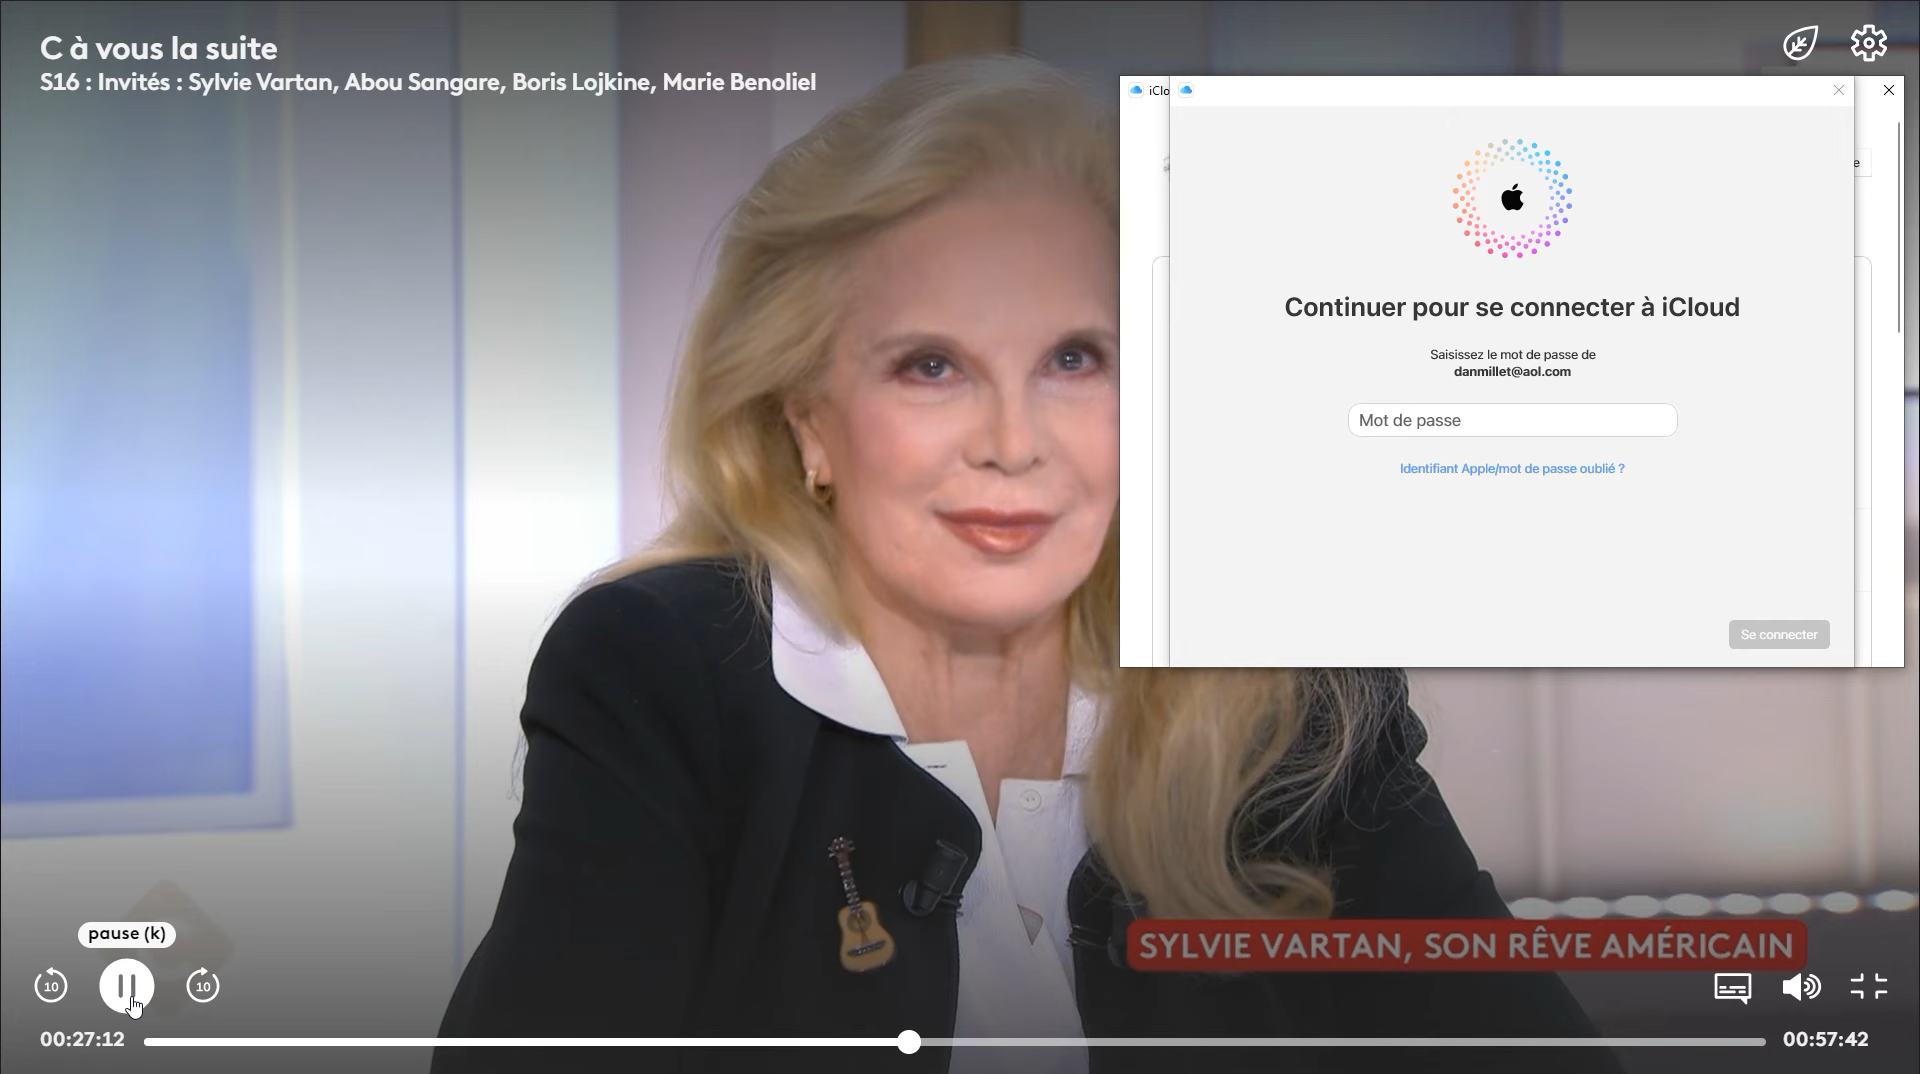 C à vous la suite
S16 : Invités : Sylvie Vartan, Abou Sangare, Boris Lojkine, Marie Benoliel
iClo
e
Continuer pour se connecter à iCloud
Saisissez le mot de passe de
danmillet@aol.com
Mot de passe
Identifiant Apple/mot de passe oublié ?
Se connecter
pause (k)
SYLVIE VARTAN, SON RÊVE AMÉRICAIN
10
10
00:27:12
00:57:42